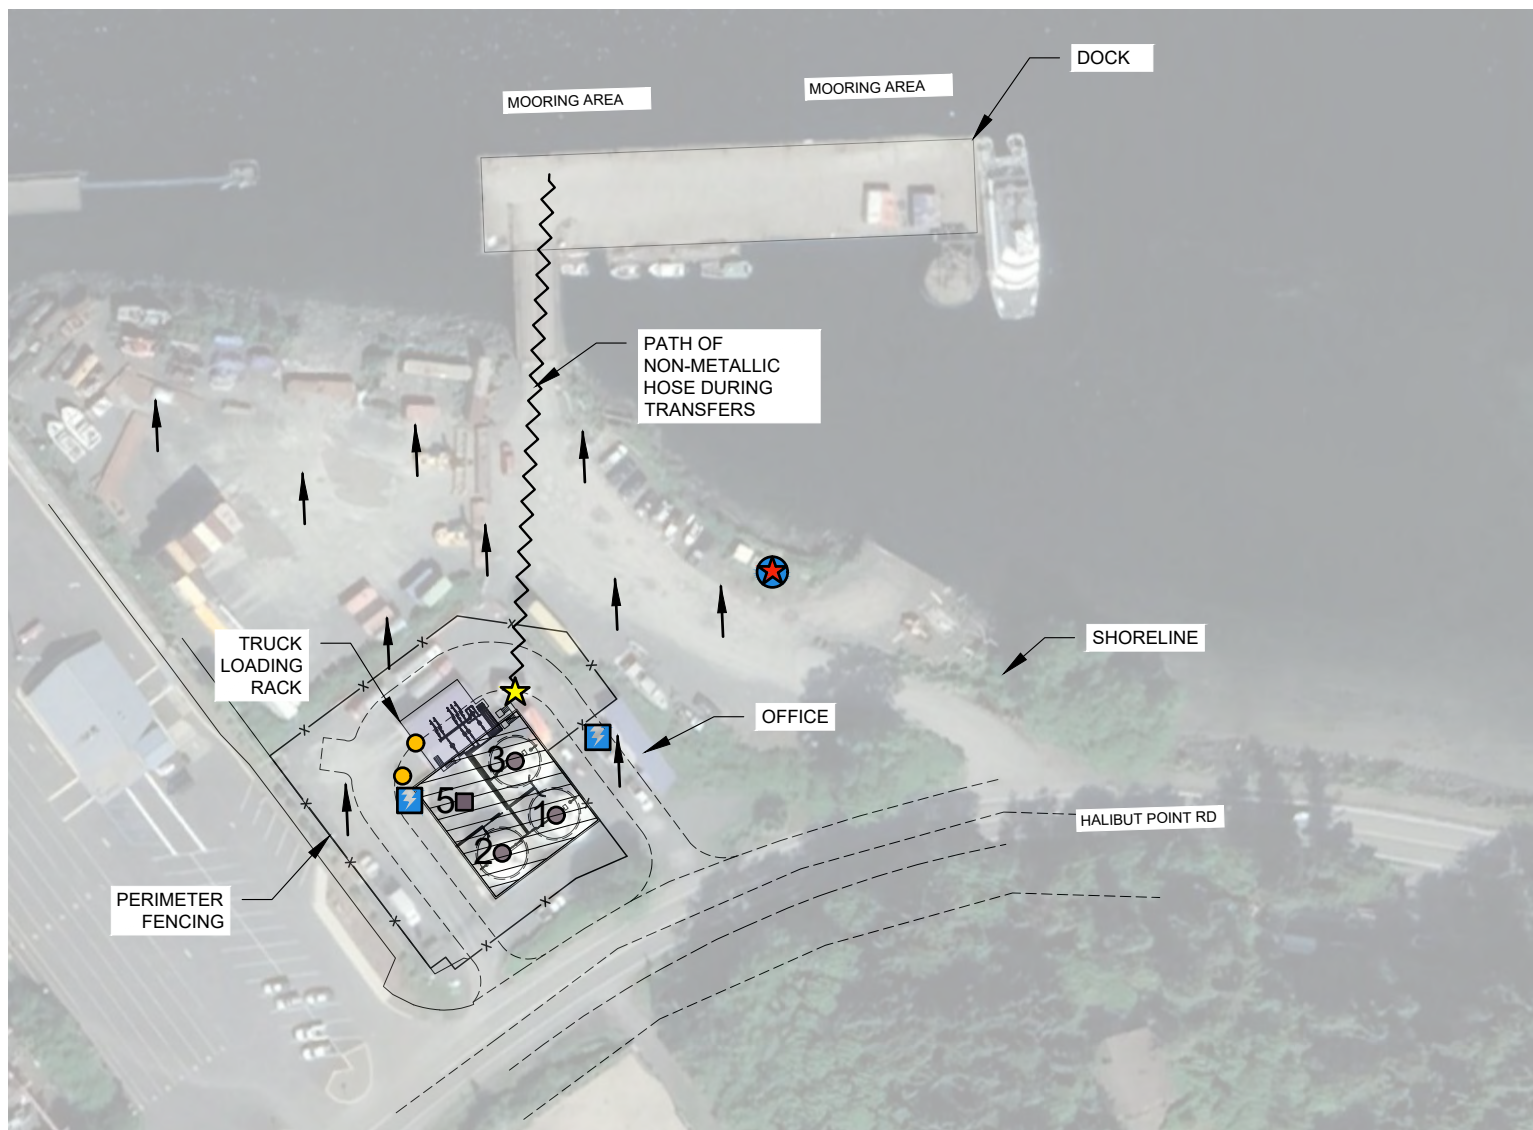 DOCK
MOORING AREA
MOORING AREA
PATH OF
NON-METALLIC
HOSE DURING
TRANSFERS
TRUCK
LOADING
RACK
SHORELINE
OFFICE
3
5
1
2
HALIBUT POINT RD
PERIMETER
FENCING